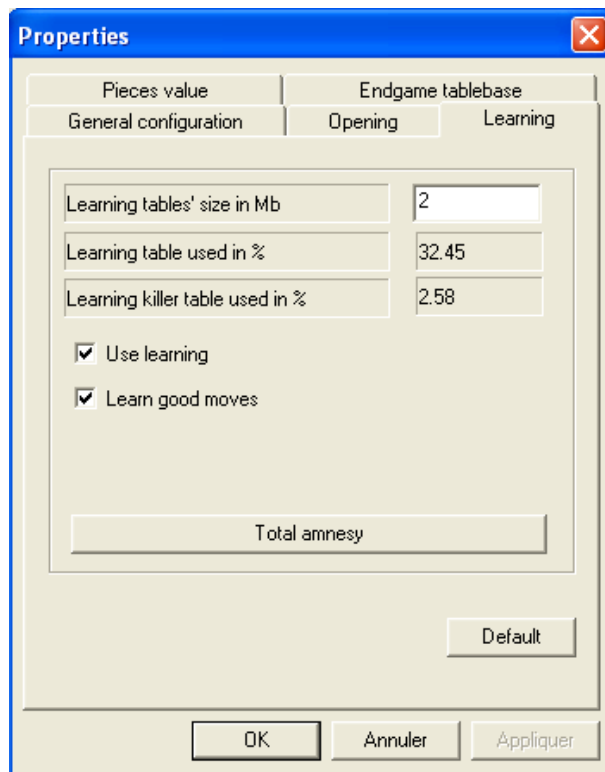 Properties
Pieces value
Endgame tablebase
General configuration
Opening
Learning
Learning tables' size in Mb
2
Learning table used in %
32.45
Learning killer table used in %
2.58
Use learning
Learn good moves
Total amnesy
Default
OK
Annuler
Appliquer